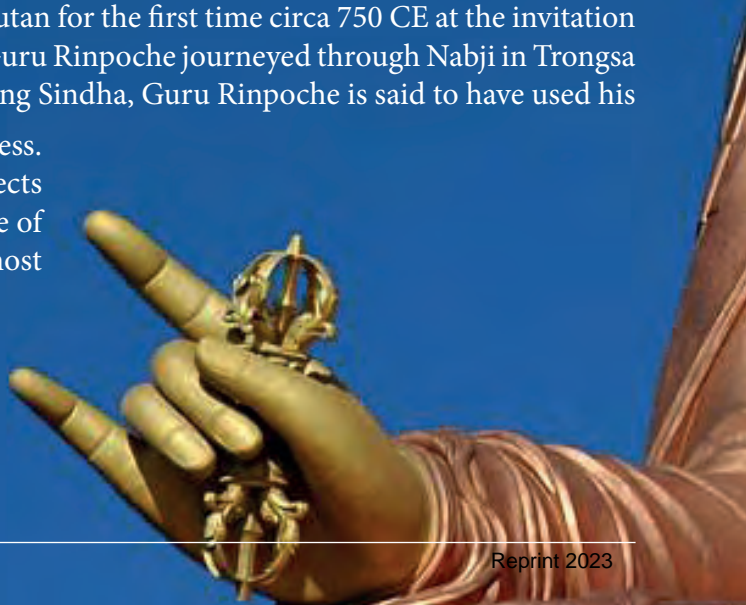 utan for the first time circa 750 CE at the invitation
uru Rinpoche journeyed through Nabji in Trongsa
ng Sindha, Guru Rinpoche is said to have used his
ess.
ects
e of
ost
Reprint 2023